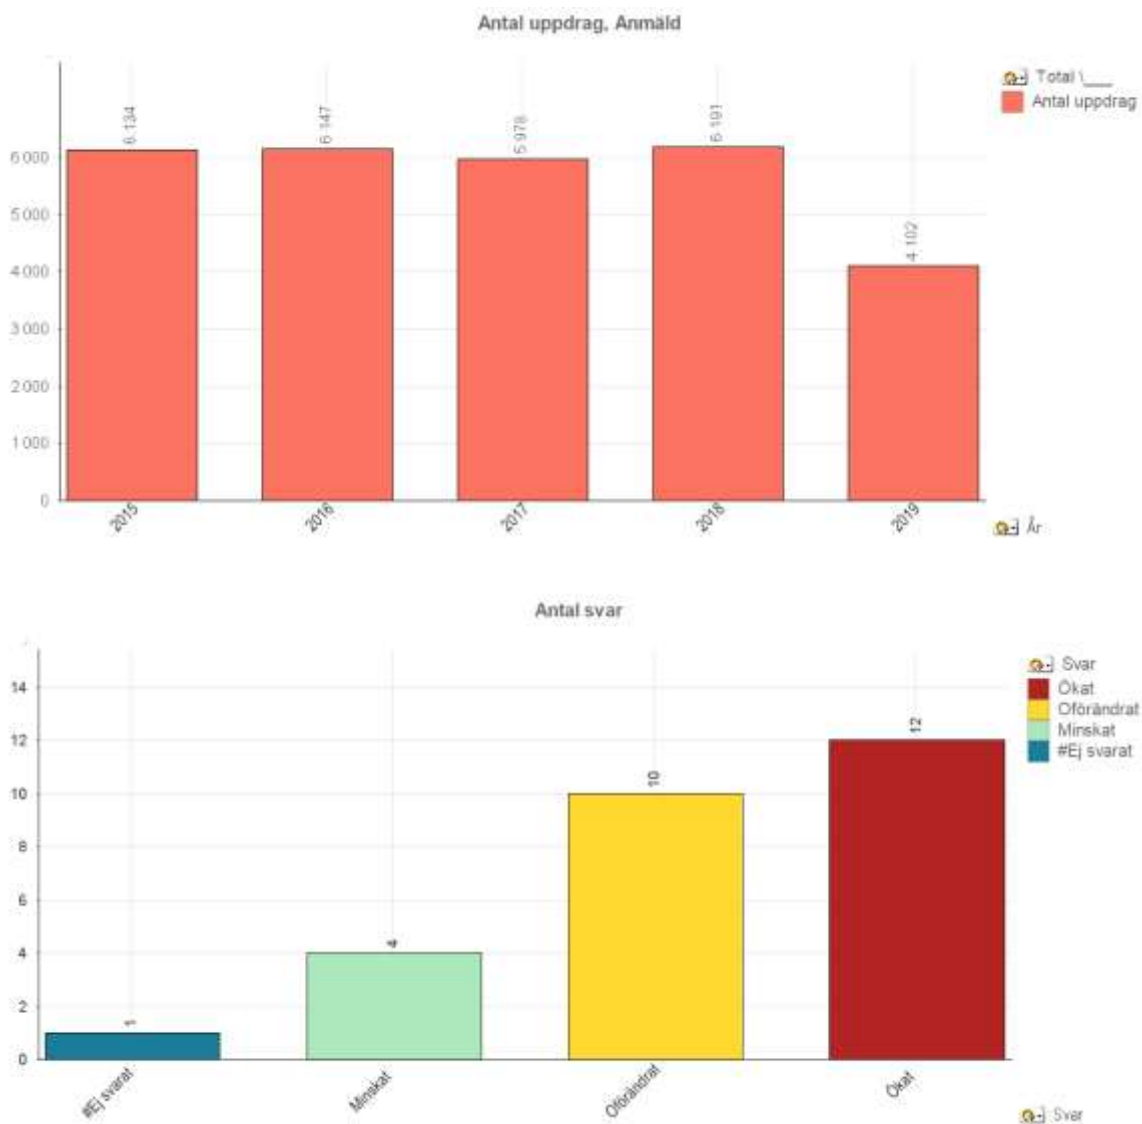 Antal uppdrag, Anmäld
Total \___
Antal uppdrag
6 134
6 147
5 978
6 191
4 102
6 000
5 000
4 000
3 000
2 000
1 000
0
2015
2016
2017
2018
2019
År
Antal svar
Svar
Ökat
Oförändrat
Minskat
#Ej svarat
14
12
10
8
6
4
2
0
1
4
10
12
#Ej svarat
Minskat
Oförändrat
Ökat
Svar